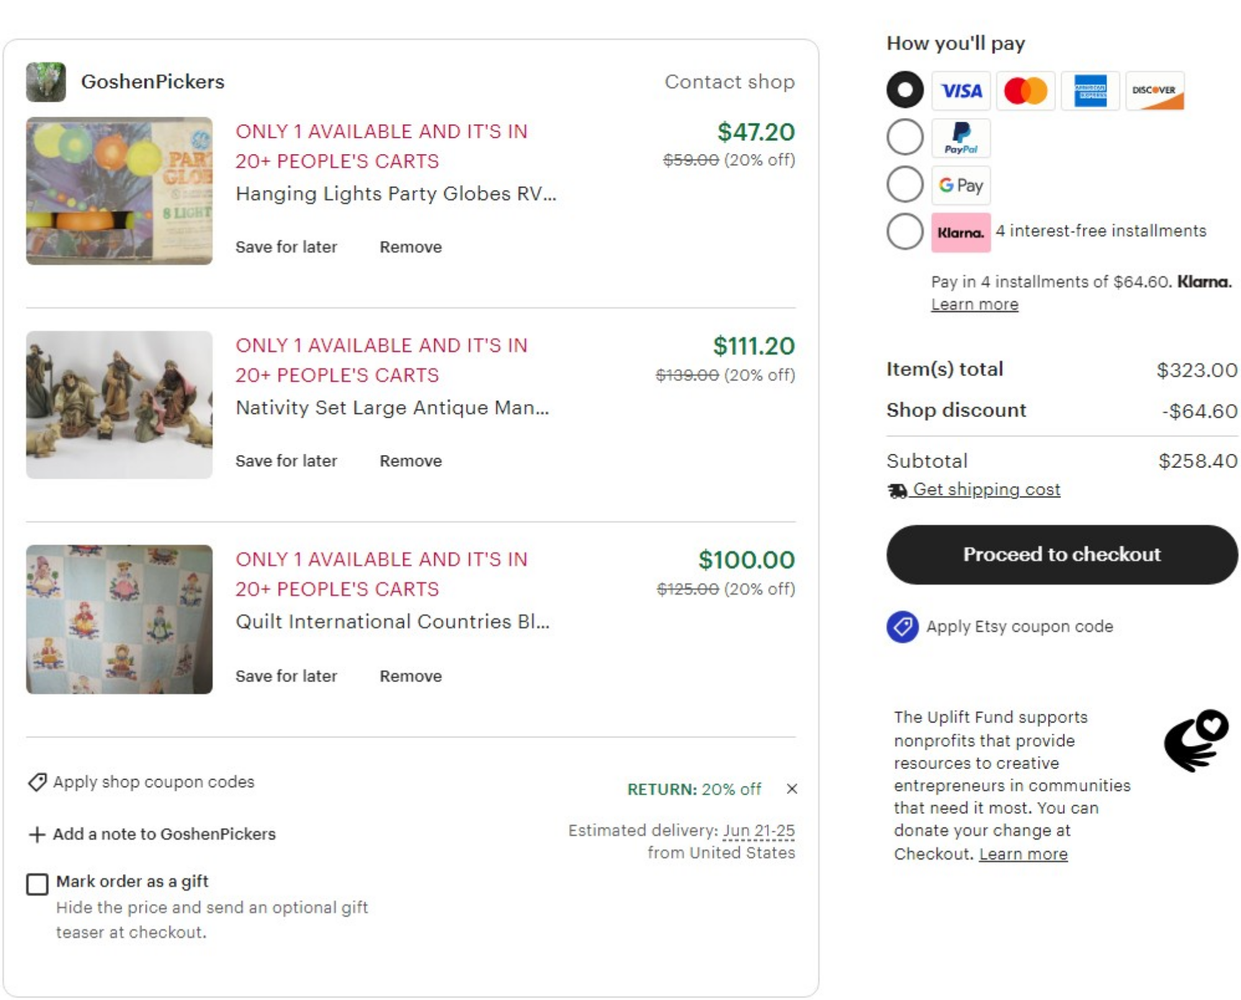 GoshenPickers
Contact shop
ONLY 1 AVAILABLE AND IT'S IN
20+ PEOPLE'S CARTS
$47.20
$59.00 (20% off)
Hanging Lights Party Globes RV...
Save for later
Remove
GE
PART
GLOB
8 LIGHT
ONLY 1 AVAILABLE AND IT'S IN
20+ PEOPLE'S CARTS
$111.20
$139.00 (20% off)
Nativity Set Large Antique Man...
Save for later
Remove
ONLY 1 AVAILABLE AND IT'S IN
20+ PEOPLE'S CARTS
$100.00
$125.00 (20% off)
Quilt International Countries Bl...
Save for later
Remove
Apply shop coupon codes
RETURN: 20% off
Add a note to GoshenPickers
Estimated delivery: Jun 21-25
from United States
Mark order as a gift
Hide the price and send an optional gift
teaser at checkout.
How you'll pay
VISA
AMERICAN EXPRESS
DISCOVER
PayPal
G Pay
Klarna. 4 interest-free installments
Pay in 4 installments of $64.60. Klarna.
Learn more
Item(s) total $323.00
Shop discount -$64.60
Subtotal $258.40
Get shipping cost
Proceed to checkout
Apply Etsy coupon code
The Uplift Fund supports
nonprofits that provide
resources to creative
entrepreneurs in communities
that need it most. You can
donate your change at
Checkout. Learn more